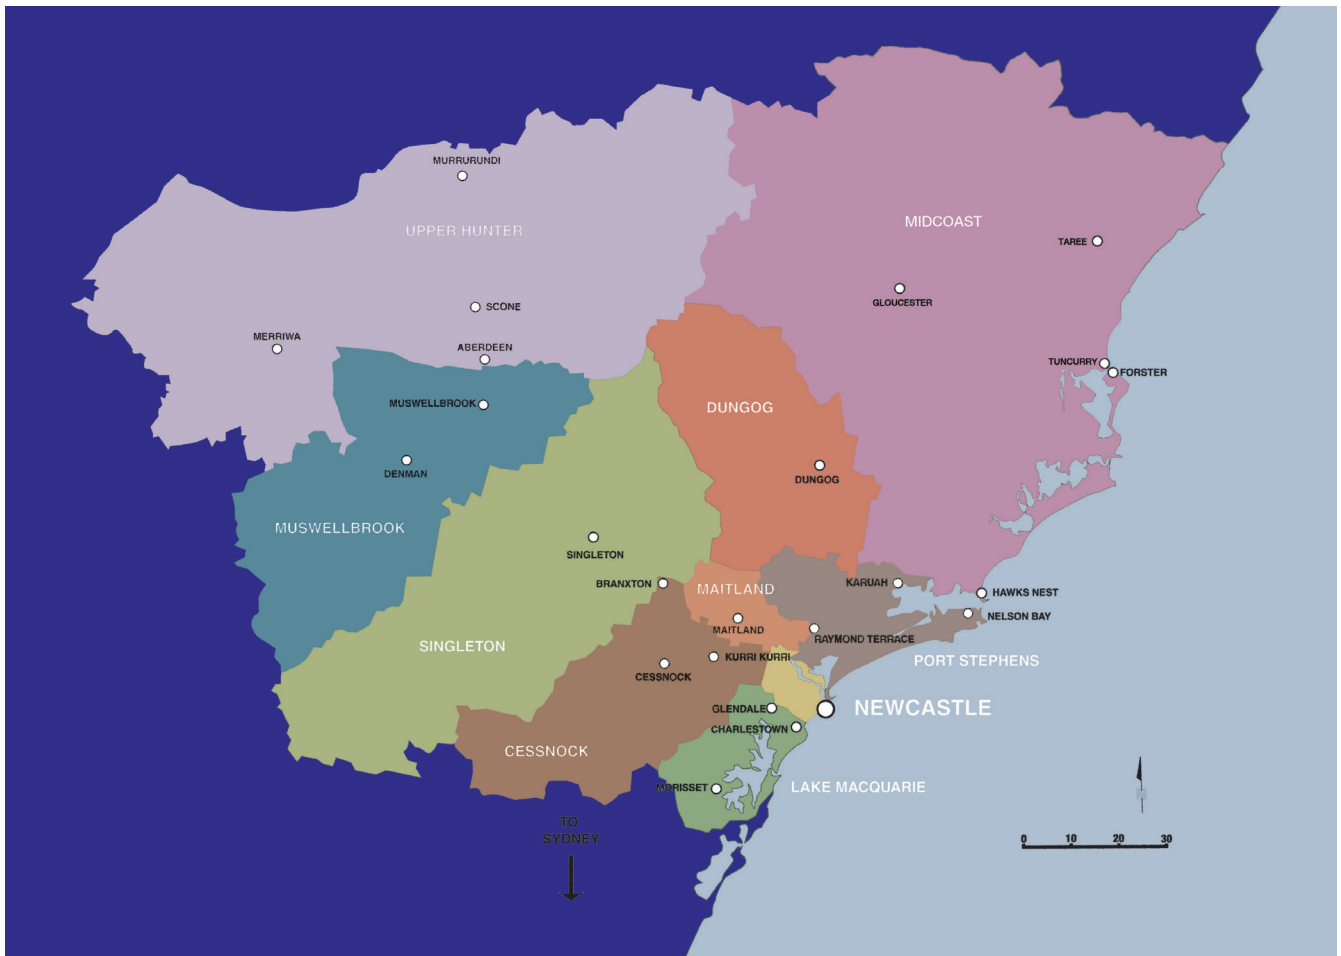 MURRURUNDI
UPPER HUNTER
MIDCOAST
TAREE
GLOUCESTER
SCONE
MERRIWA
ABERDEEN
TUNCURRY
FORSTER
MUSWELLBROOK
DUNGOG
DENMAN
DUNGOG
MUSWELLBROOK
SINGLETON
BRANXTON
MAITLAND
KARUAH
HAWKS NEST
NELSON BAY
MAITLAND
RAYMOND TERRACE
SINGLETON
KURRI KURRI
PORT STEPHENS
CESSNOCK
GLENDALE
NEWCASTLE
CHARLESTOWN
CESSNOCK
MORISSET
LAKE MACQUARIE
TO
SYDNEY
0 10 20 30